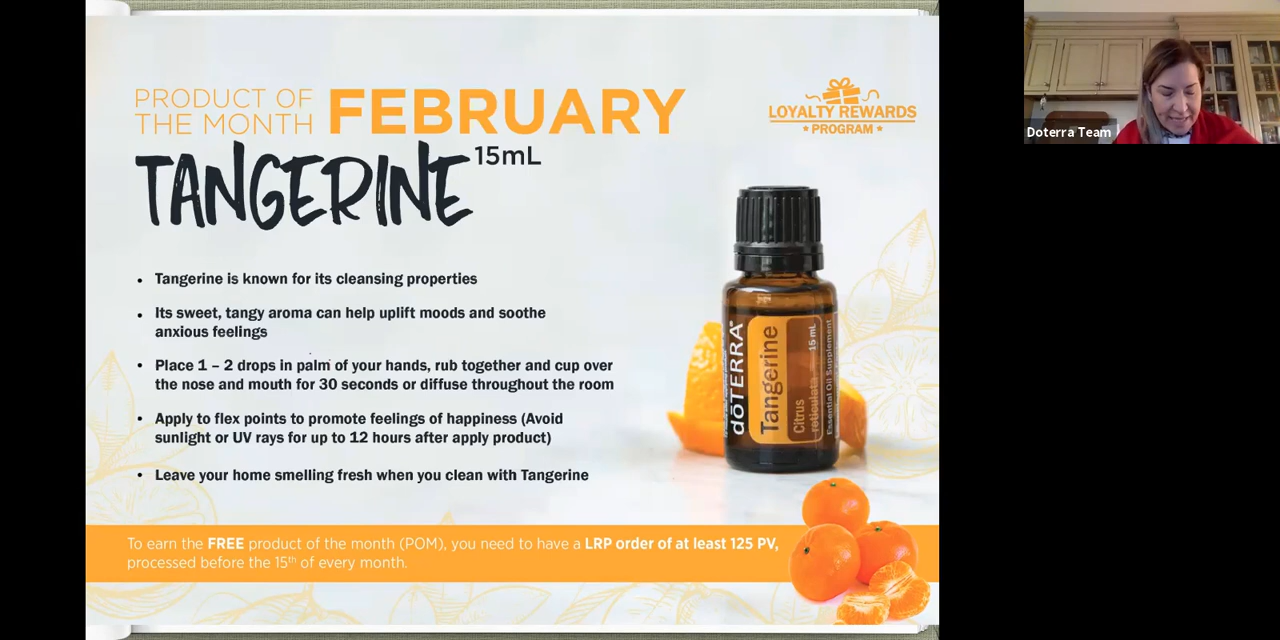 PRODUCT OF
THE MONTH FEBRUARY
TANGERINE 15mL
LOYALTY REWARDS
PROGRAM
• Tangerine is known for its cleansing properties
• Its sweet, tangy aroma can help uplift moods and soothe
anxious feelings
• Place 1 – 2 drops in palm of your hands, rub together and cup over
the nose and mouth for 30 seconds or diffuse throughout the room
• Apply to flex points to promote feelings of happiness (Avoid
sunlight or UV rays for up to 12 hours after apply product)
• Leave your home smelling fresh when you clean with Tangerine
dōTERRA
Tangerine
Citrus
reticulata
15 mL
Essential Oil Supplement
To earn the FREE product of the month (POM), you need to have a LRP order of at least 125 PV,
processed before the 15th of every month.
Doterra Team